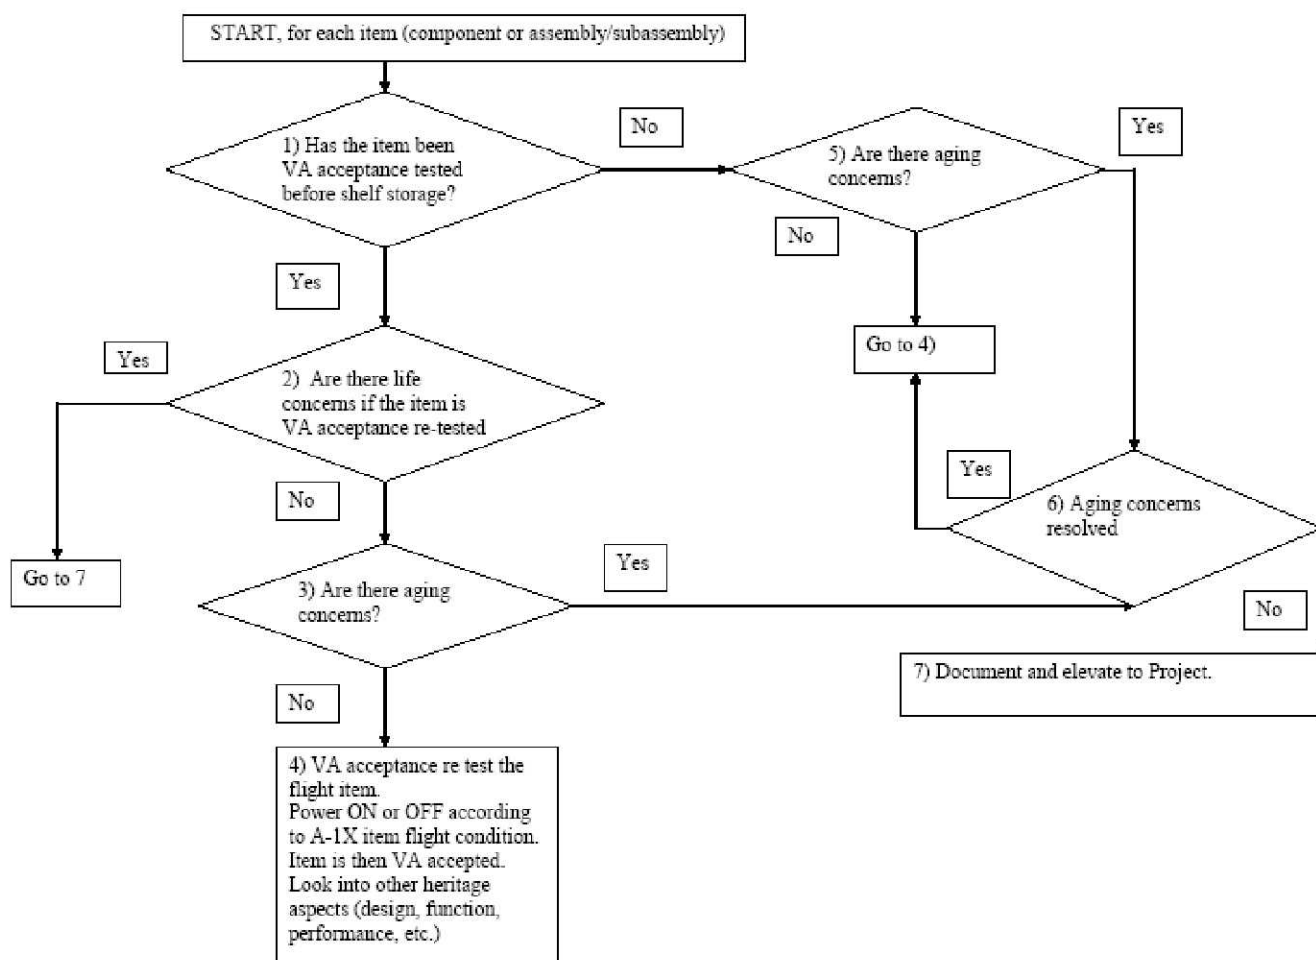 START, for each item (component or assembly/subassembly)
1) Has the item been
VA acceptance tested
before shelf storage?
No
5) Are there aging
concerns?
Yes
No
Yes
Go to 4)
Yes
2) Are there life
concerns if the item is
VA acceptance re-tested
Yes
6) Aging concerns
resolved
No
Go to 7
3) Are there aging
concerns?
Yes
No
7) Document and elevate to Project.
No
4) VA acceptance re test the
flight item.
Power ON or OFF according
to A-1X item flight condition.
Item is then VA accepted.
Look into other heritage
aspects (design, function,
performance, etc.)